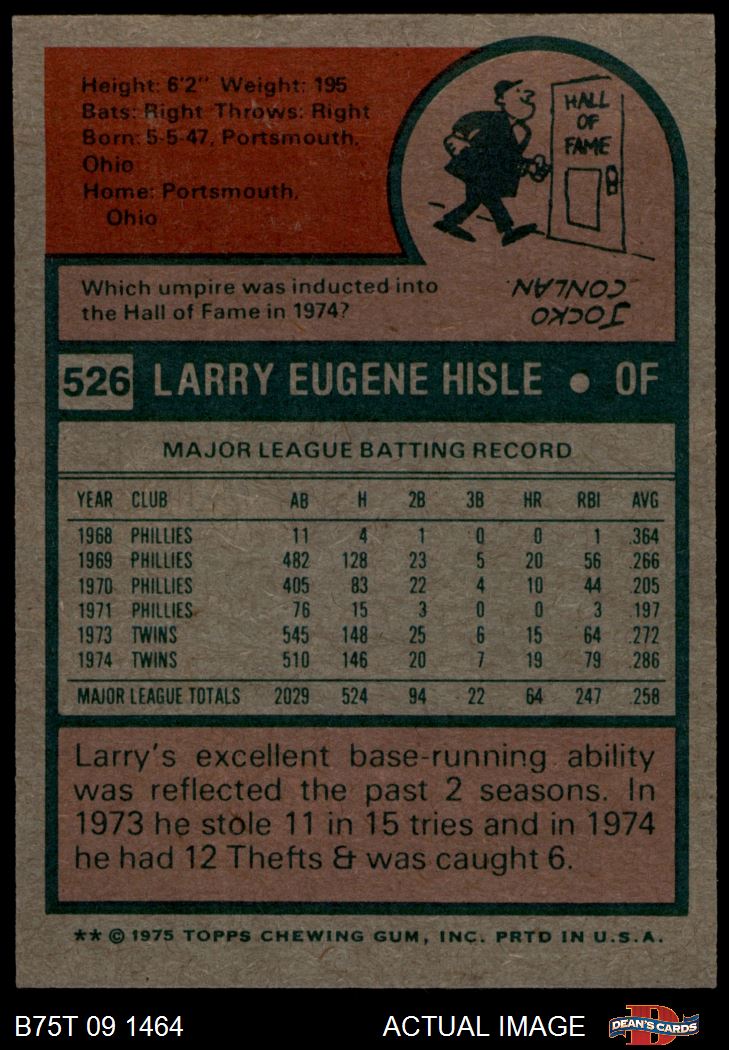 Height: 6'2" Weight: 195
Bats: Right Throws: Right
Born: 5-5-47, Portsmouth,
Ohio
Home: Portsmouth,
Ohio
HALL
OF
FAME
Which umpire was inducted into
the Hall of Fame in 1974?
JOCKO
CONLAN.
526 LARRY EUGENE HISLE • OF
MAJOR LEAGUE BATTING RECORD
YEAR CLUB AB H 2B 3B HR RBI AVG
1968 PHILLIES 11 4 1 0 0 1 .364
1969 PHILLIES 482 128 23 5 20 56 .266
1970 PHILLIES 405 83 22 4 10 44 .205
1971 PHILLIES 76 15 3 0 0 3 .197
1973 TWINS 545 148 25 6 15 64 .272
1974 TWINS 510 146 20 7 19 79 .286
MAJOR LEAGUE TOTALS 2029 524 94 22 64 247 .258
Larry's excellent base-running ability
was reflected the past 2 seasons. In
1973 he stole 11 in 15 tries and in 1974
he had 12 Thefts & was caught 6.
** © 1975 TOPPS CHEWING GUM, INC. PRTD IN U.S.A.
B75T 09 1464 ACTUAL IMAGE DEAN'S CARDS